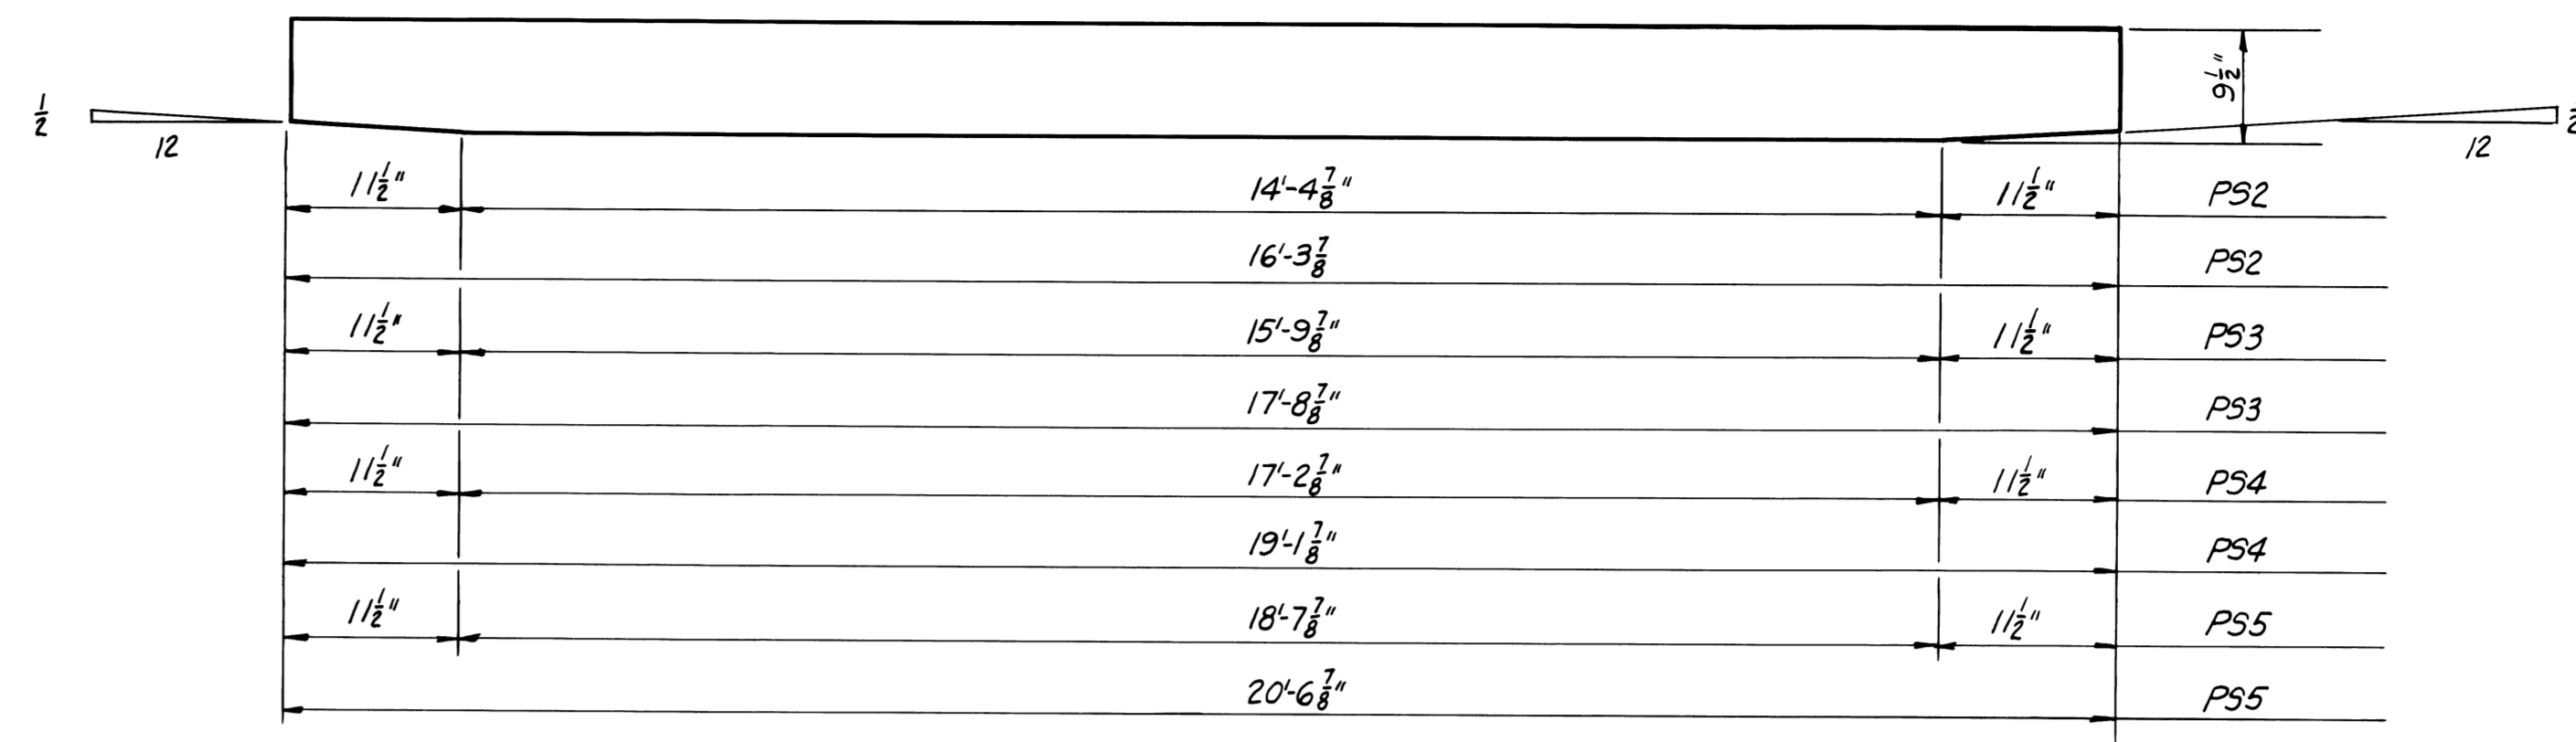 9 1/2"
1/2
12
12
11 1/2" 14'-4 7/8" 11 1/2" PS2
16'-3 7/8 PS2
11 1/2" 15'-9 7/8" 11 1/2" PS3
17'-8 7/8" PS3
11 1/2" 17'-2 7/8" 11 1/2" PS4
19'-1 7/8" PS4
11 1/2" 18'-7 7/8" 11 1/2" PS5
20'-6 7/8" PS5